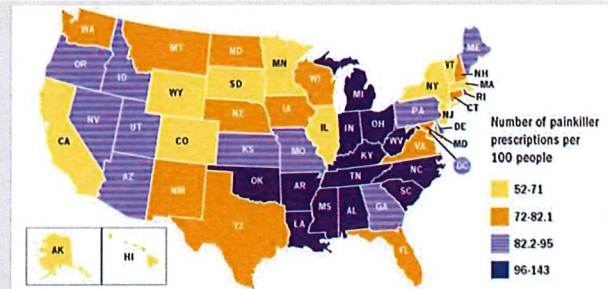 WA
MT
ND
MN
VT
ME
OR
ID
SD
WI
NY
NH
MA
RI
CT
WY
MI
NE
IA
PA
NJ
NV
UT
CO
IL
IN
OH
DE
MD
CA
KS
MO
WV
VA
DC
KY
AZ
NM
OK
AR
TN
NC
SC
MS
AL
GA
TX
LA
FL
AK
HI
Number of painkiller
prescriptions per
100 people
52-71
72-82.1
82.2-95
96-143